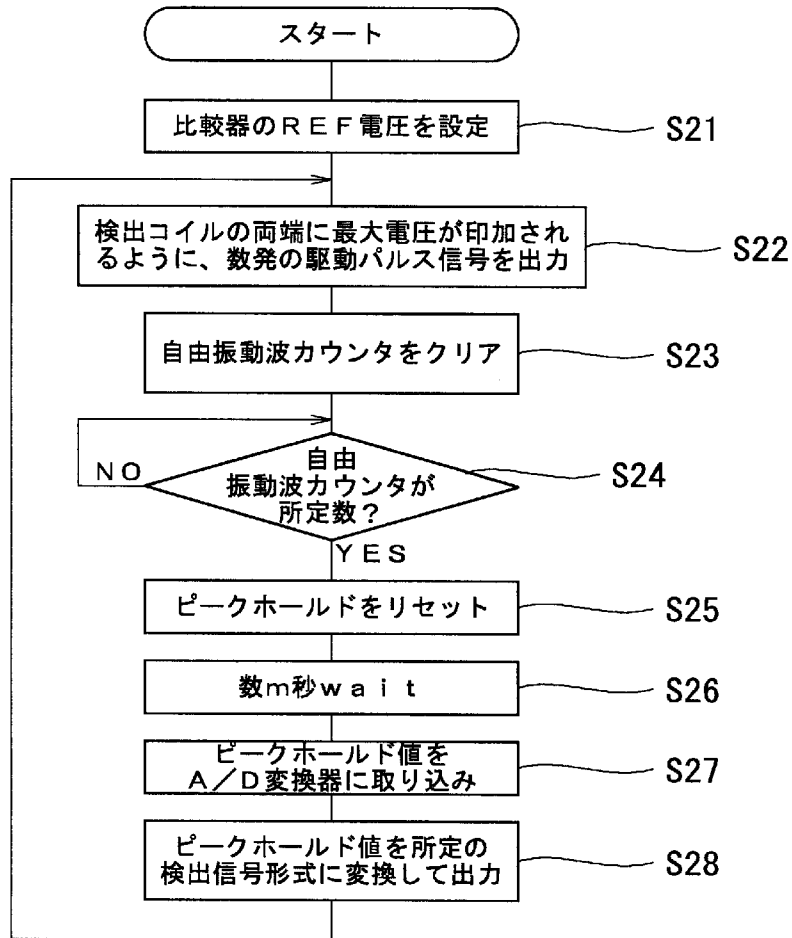 スタート
比較器のREF電圧を設定
S21
検出コイルの両端に最大電圧が印加され
るように、数発の駆動パルス信号を出力
S22
自由振動波カウンタをクリア
S23
自由
振動波カウンタが
所定数?
S24
NO
YES
ピークホールドをリセット
S25
数m秒wait
S26
ピークホールド値を
A/D変換器に取り込み
S27
ピークホールド値を所定の
検出信号形式に変換して出力
S28